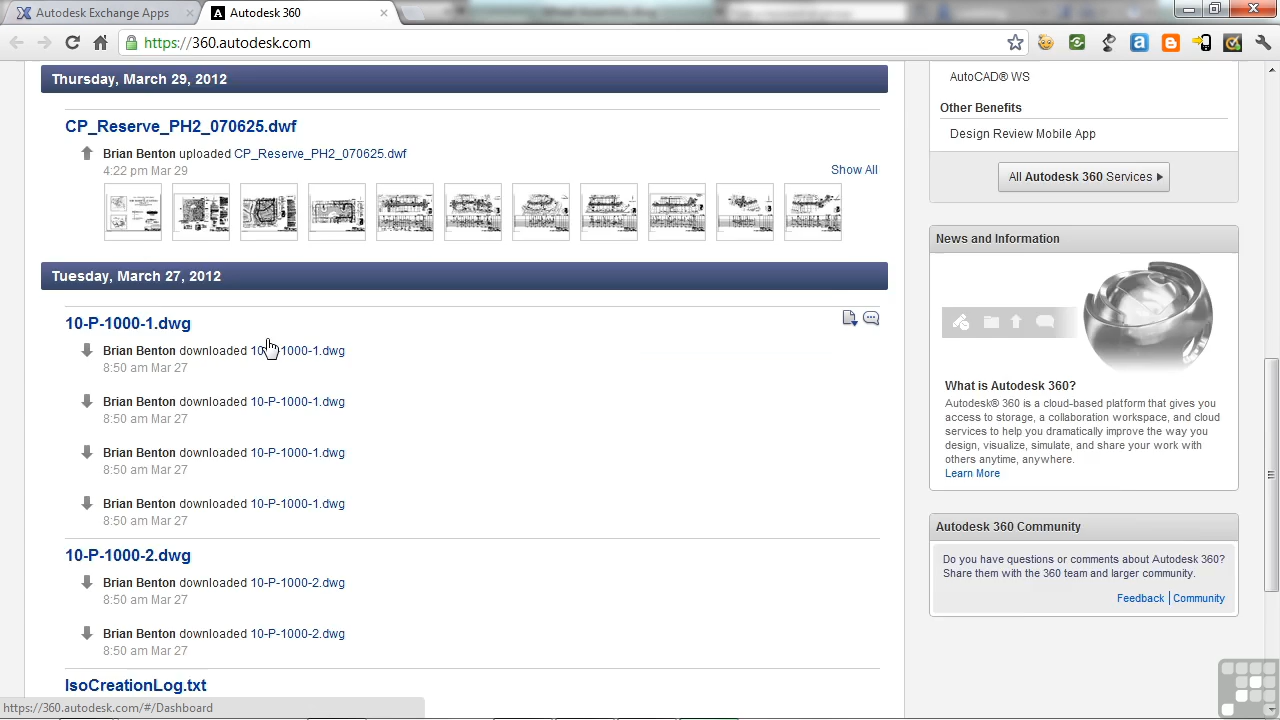 Autodesk Exchange Apps
Autodesk 360
https://360.autodesk.com
Thursday, March 29, 2012
CP_Reserve_PH2_070625.dwf
Brian Benton uploaded CP_Reserve_PH2_070625.dwf
4:22 pm Mar 29
Show All
Tuesday, March 27, 2012
10-P-1000-1.dwg
Brian Benton downloaded 10-P-1000-1.dwg
8:50 am Mar 27
Brian Benton downloaded 10-P-1000-1.dwg
8:50 am Mar 27
Brian Benton downloaded 10-P-1000-1.dwg
8:50 am Mar 27
Brian Benton downloaded 10-P-1000-1.dwg
8:50 am Mar 27
10-P-1000-2.dwg
Brian Benton downloaded 10-P-1000-2.dwg
8:50 am Mar 27
Brian Benton downloaded 10-P-1000-2.dwg
8:50 am Mar 27
IsoCreationLog.txt
https://360.autodesk.com/#/Dashboard
AutoCAD® WS
Other Benefits
Design Review Mobile App
All Autodesk 360 Services
News and Information
What is Autodesk 360?
Autodesk® 360 is a cloud-based platform that gives you
access to storage, a collaboration workspace, and cloud
services to help you dramatically improve the way you
design, visualize, simulate, and share your work with
others anytime, anywhere.
Learn More
Autodesk 360 Community
Do you have questions or comments about Autodesk 360?
Share them with the 360 team and larger community.
Feedback | Community